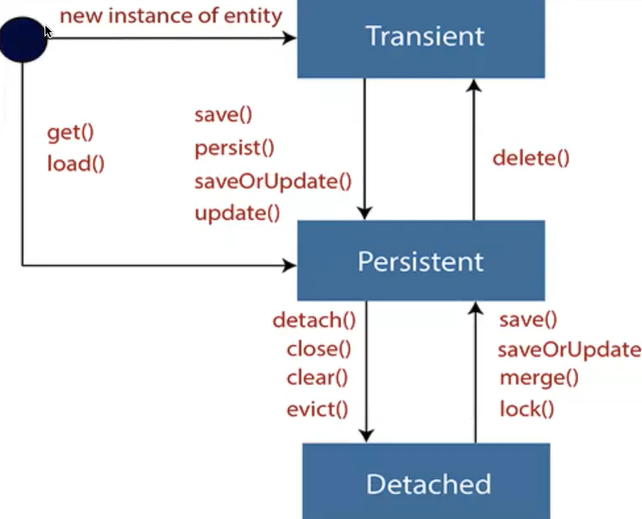 new instance of entity
Transient
get()
load()
save()
persist()
saveOrUpdate()
update()
delete()
Persistent
detach()
close()
clear()
evict()
save()
saveOrUpdate
merge()
lock()
Detached